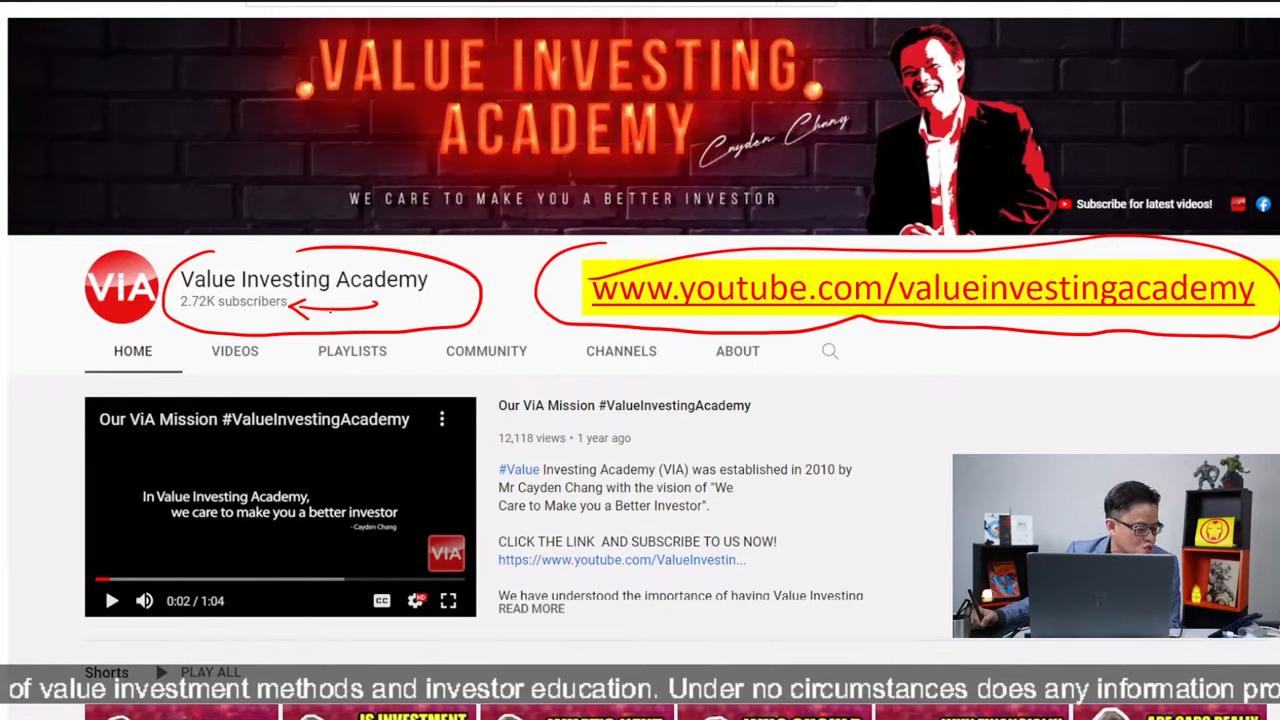 VALUE INVESTING
ACADEMY
Cayden Chang
WE CARE TO MAKE YOU A BETTER INVESTOR
Subscribe for latest videos!
VIA
Value Investing Academy
2.72K subscribers
www.youtube.com/valueinvestingacademy
HOME VIDEOS PLAYLISTS COMMUNITY CHANNELS ABOUT
Our ViA Mission #ValueInvestingAcademy
In Value Investing Academy,
we care to make you a better investor
-Cayden Chang
VIA
0:02 / 1:04
CC
HD
Our ViA Mission #ValueInvestingAcademy
12,118 views • 1 year ago
#Value Investing Academy (VIA) was established in 2010 by
Mr Cayden Chang with the vision of "We
Care to Make you a Better Investor".
CLICK THE LINK AND SUBSCRIBE TO US NOW!
https://www.youtube.com/ValueInvestin...
We have understood the importance of having Value Investing
READ MORE
Shorts PLAY ALL
of value investment methods and investor education. Under no circumstances does any information pro
IS INVESTMENT